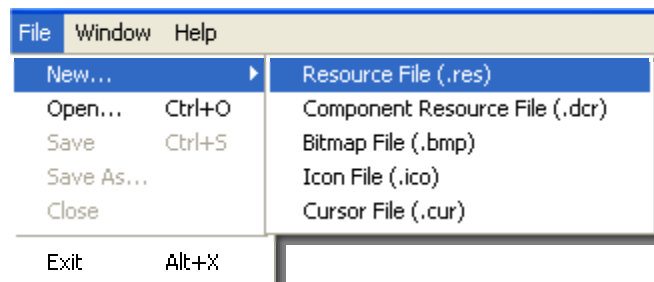 File Window Help
New... Resource File (.res)
Open... Ctrl+O Component Resource File (.dcr)
Save Ctrl+S Bitmap File (.bmp)
Save As... Icon File (.ico)
Close Cursor File (.cur)
Exit Alt+X